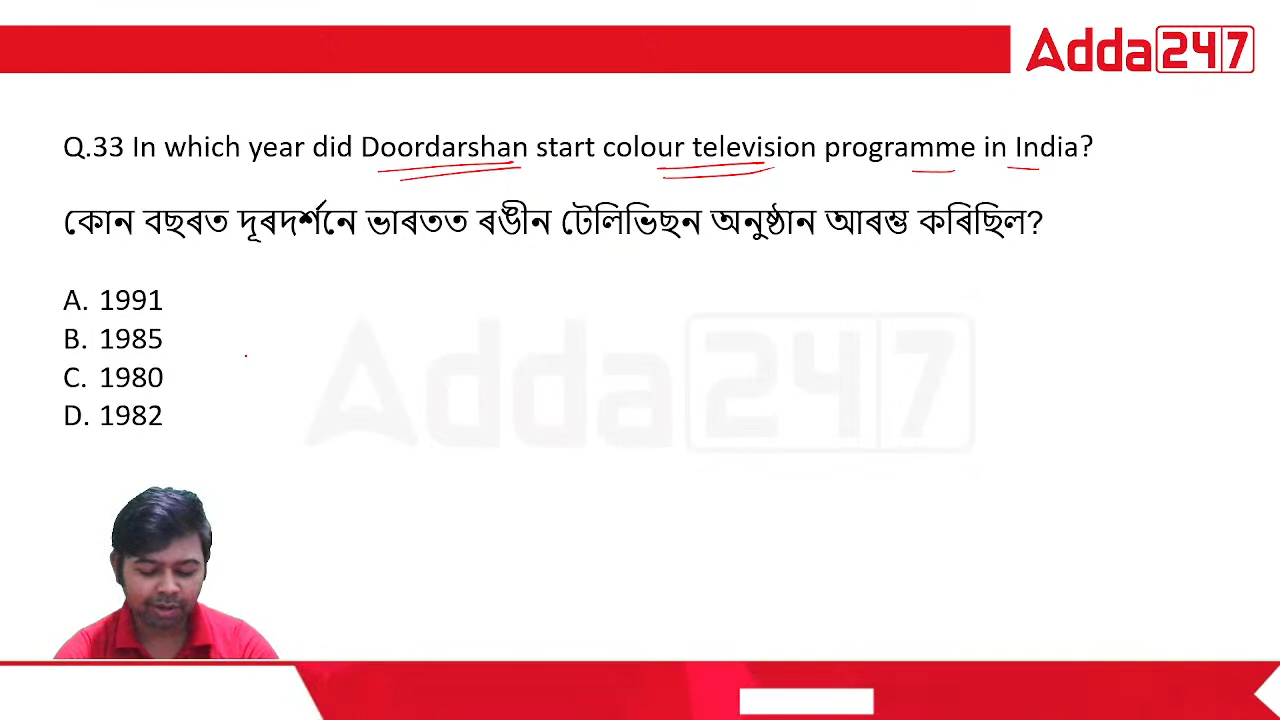 Adda247
Q.33 In which year did Doordarshan start colour television programme in India?
কোন বছৰত দূৰদৰ্শনে ভাৰতত ৰঙীন টেলিভিছন অনুষ্ঠান আৰম্ভ কৰিছিল?
A. 1991
B. 1985
C. 1980
D. 1982
Adda247